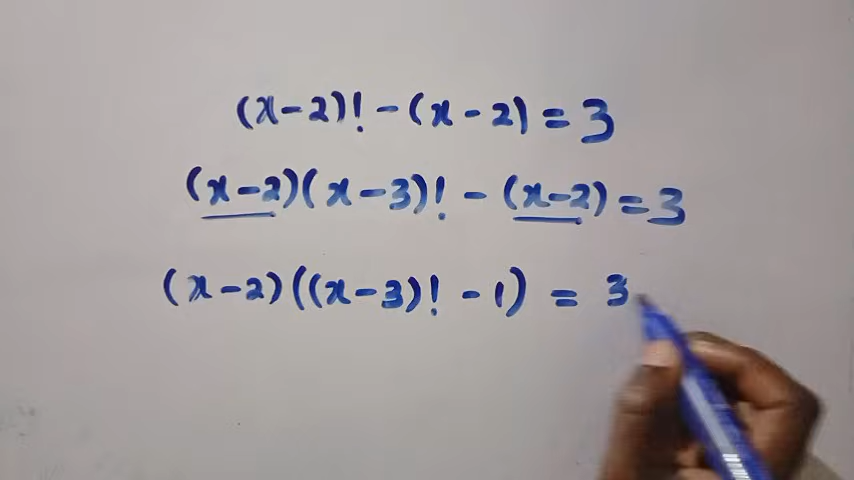 (x-2)! - (x-2) = 3
(x-2)(x-3)! - (x-2) = 3
(x-2)((x-3)! - 1) = 3